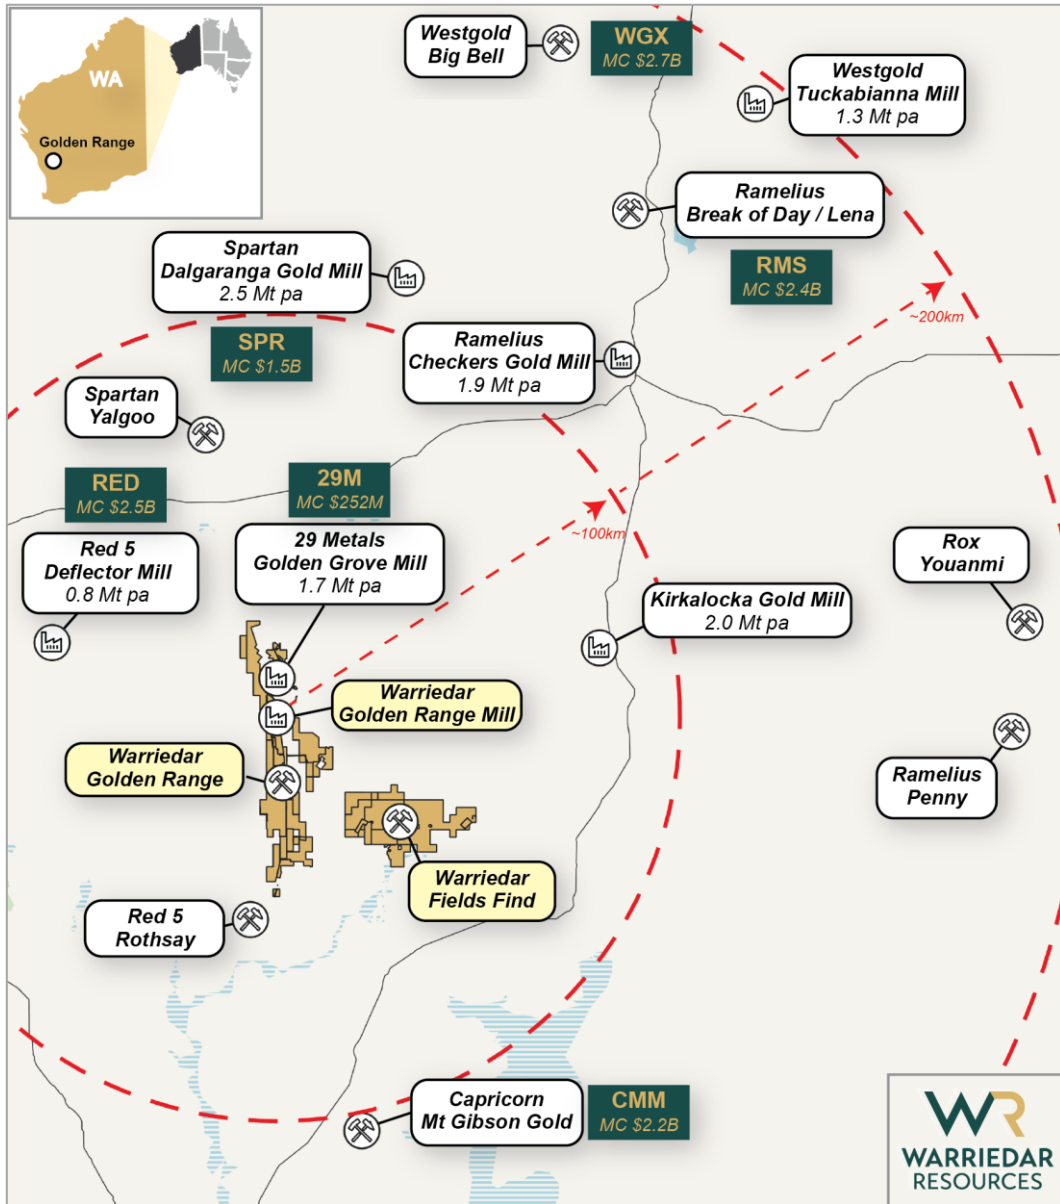 WA
Golden Range
Westgold
Big Bell
WGX
MC $2.7B
Westgold
Tuckabianna Mill
1.3 Mt pa
Ramelius
Break of Day / Lena
RMS
MC $2.4B
Spartan
Dalgaranga Gold Mill
2.5 Mt pa
SPR
MC $1.5B
~200km
Ramelius
Checkers Gold Mill
1.9 Mt pa
Spartan
Yalgoo
RED
MC $2.5B
29M
MC $252M
~100km
Red 5
Deflector Mill
0.8 Mt pa
29 Metals
Golden Grove Mill
1.7 Mt pa
Rox
Youanmi
Kirkalocka Gold Mill
2.0 Mt pa
Warriedar
Golden Range Mill
Warriedar
Golden Range
Ramelius
Penny
Warriedar
Fields Find
Red 5
Rothsay
Capricorn
Mt Gibson Gold
CMM
MC $2.2B
WR
WARRIEDAR
RESOURCES